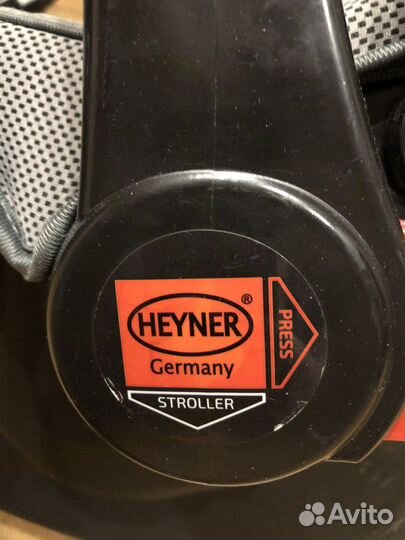 HEYNER®
Germany
PRESS
STROLLER
Avito